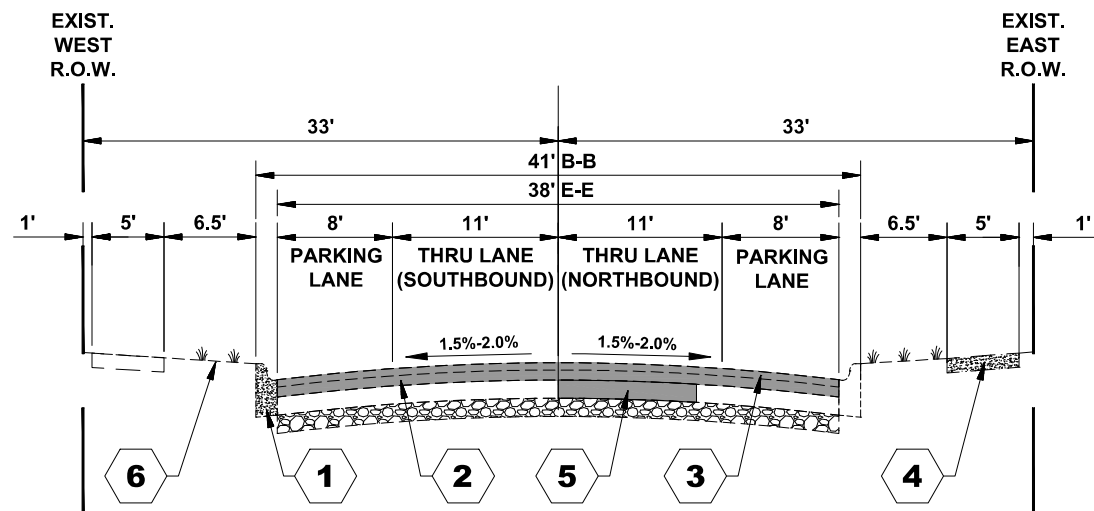 EXIST.
WEST
R.O.W.
EXIST.
EAST
R.O.W.
33' 33'
41' B-B
38' E-E
1' 5' 6.5' 8' 11' 11' 8' 6.5' 5' 1'
PARKING
LANE
THRU LANE
(SOUTHBOUND)
THRU LANE
(NORTHBOUND)
PARKING
LANE
1.5%-2.0% 1.5%-2.0%
6 1 2 5 3 4